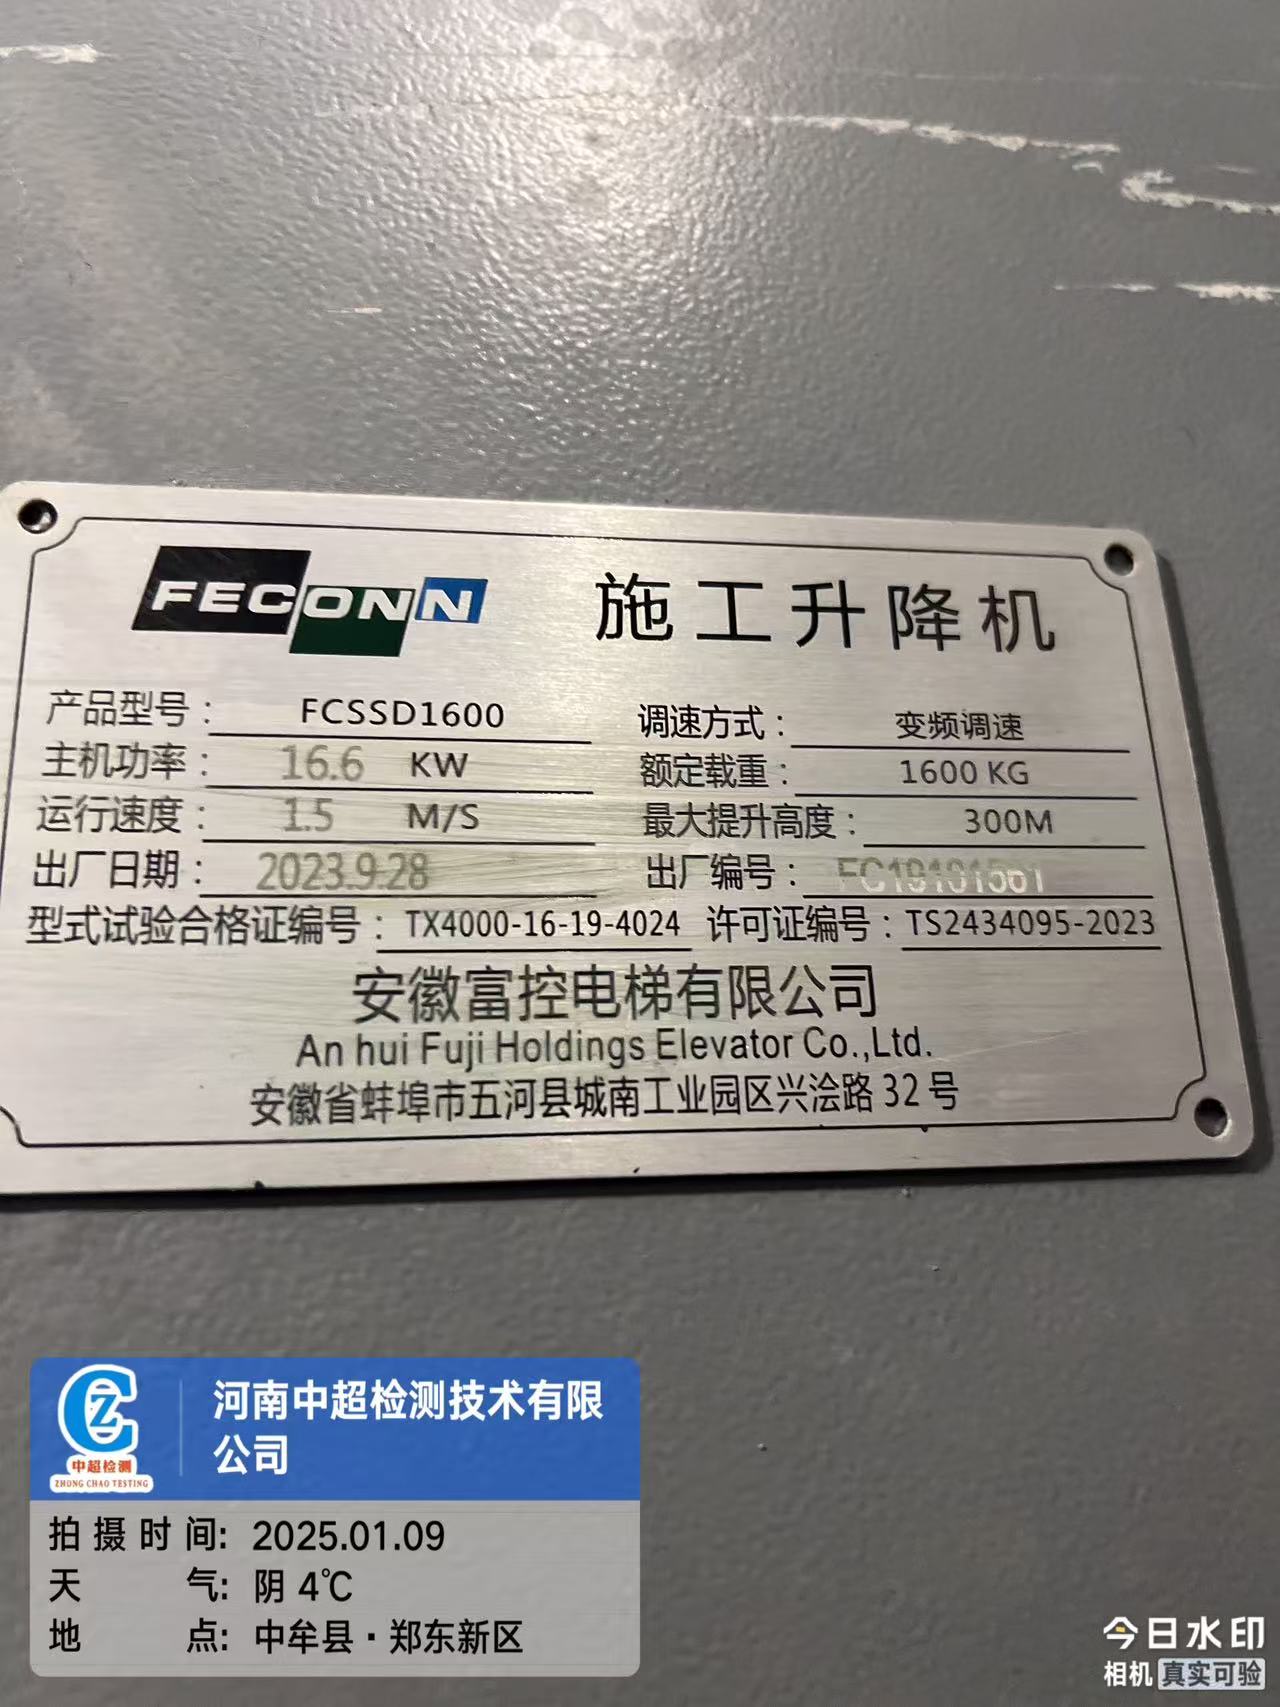 FECONN 施工升降机
产品型号： FCSSD1600 调速方式： 变频调速
主机功率： 16.6 KW 额定载重： 1600 KG
运行速度： 1.5 M/S 最大提升高度： 300M
出厂日期： 2023.9.28 出厂编号：
型式试验合格证编号： TX4000-16-19-4024 许可证编号： TS2434095-2023
安徽富控电梯有限公司
An hui Fuji Holdings Elevator Co.,Ltd.
安徽省蚌埠市五河县城南工业园区兴浍路 32 号
中超检测
ZHONG CHAO TESTING
河南中超检测技术有限
公司
拍摄时间: 2025.01.09
天气: 阴 4℃
地点: 中牟县·郑东新区
今日水印
相机 真实可验